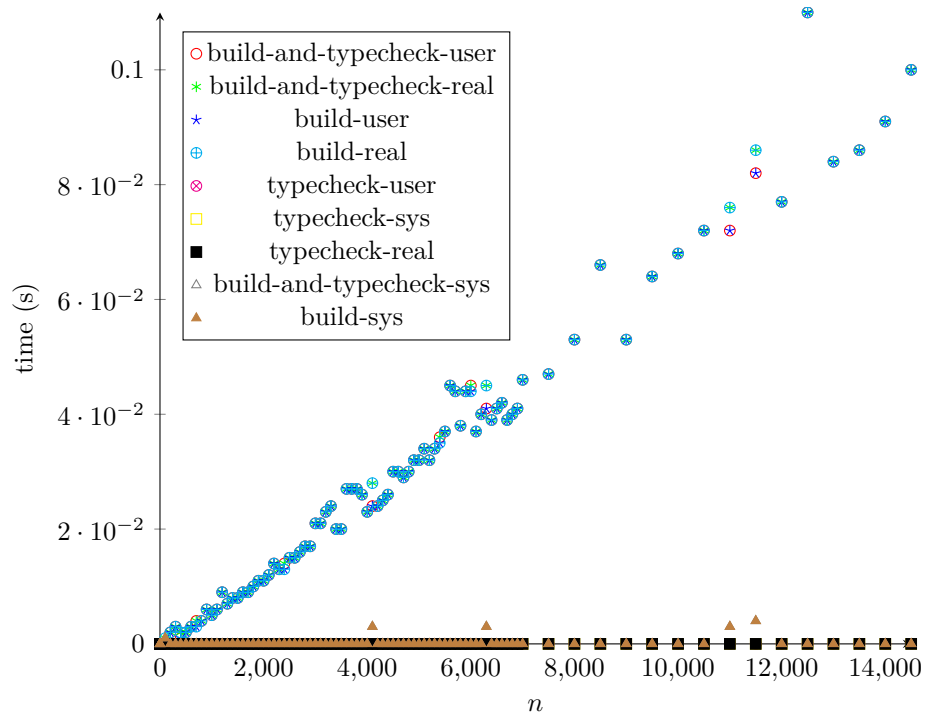 0.1
8 · 10⁻²
6 · 10⁻²
4 · 10⁻²
2 · 10⁻²
0
time (s)
build-and-typecheck-user
build-and-typecheck-real
build-user
build-real
typecheck-user
typecheck-sys
typecheck-real
build-and-typecheck-sys
build-sys
0 2,000 4,000 6,000 8,000 10,000 12,000 14,000
n